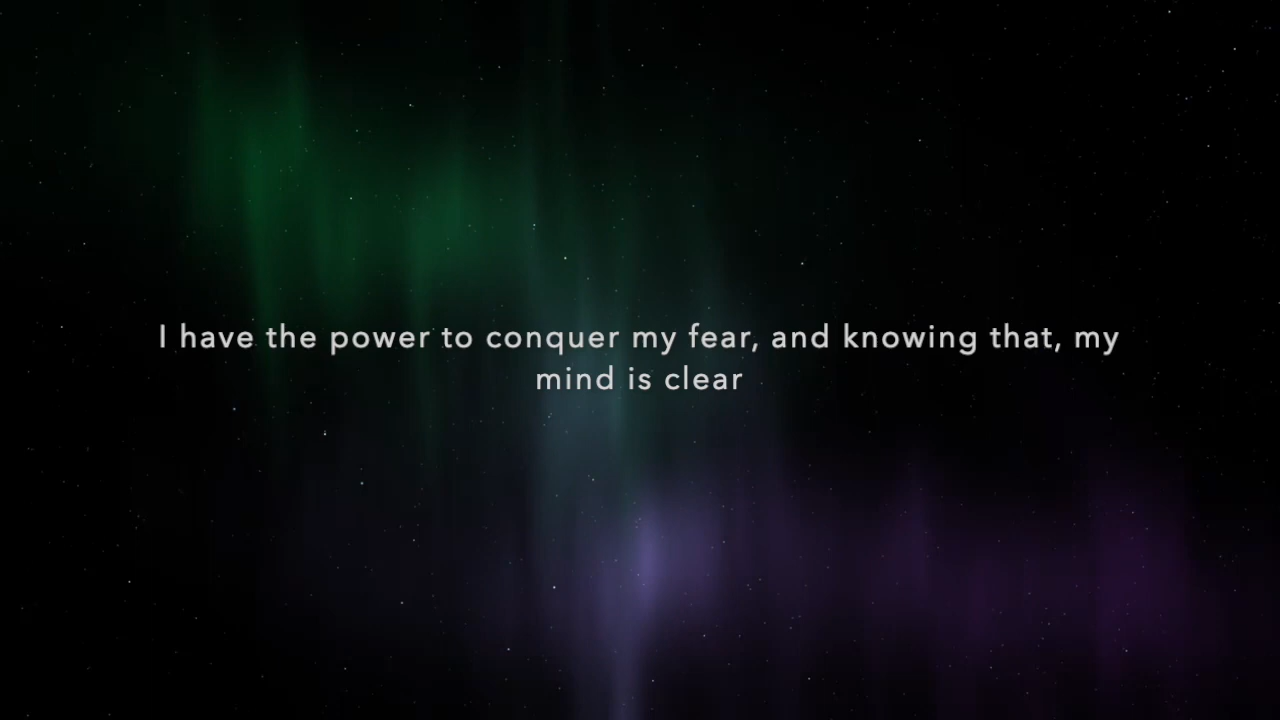 I have the power to conquer my fear, and knowing that, my
mind is clear